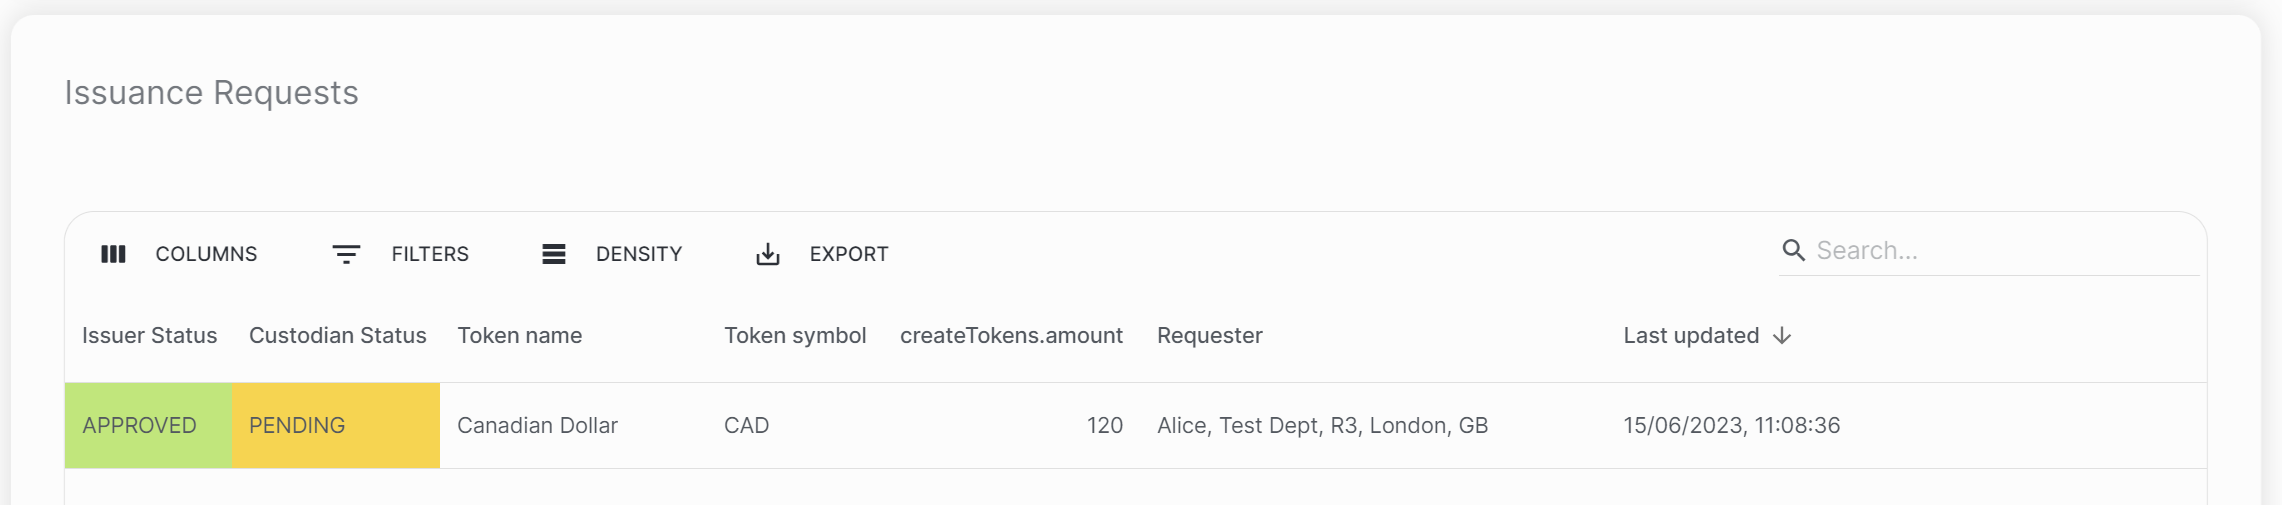 Issuance Requests
COLUMNS FILTERS DENSITY EXPORT Search...
Issuer Status Custodian Status Token name Token symbol createTokens.amount Requester Last updated
APPROVED PENDING Canadian Dollar CAD 120 Alice, Test Dept, R3, London, GB 15/06/2023, 11:08:36